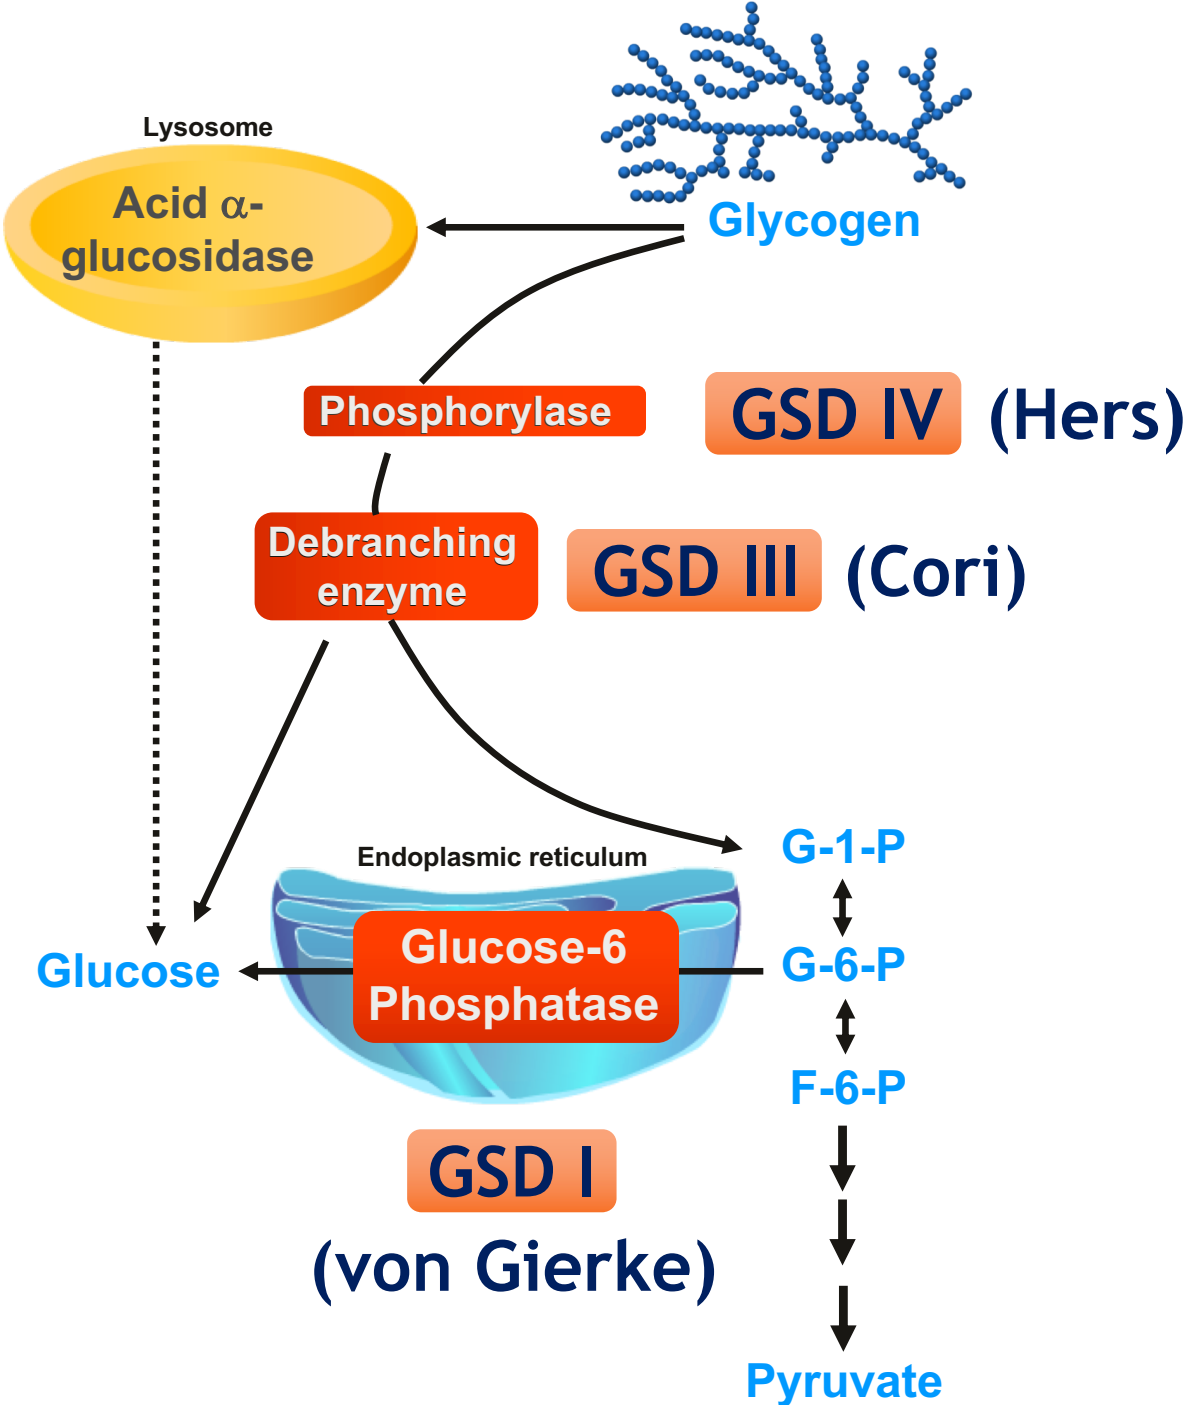 Lysosome
Acid α-
glucosidase
Glycogen
Phosphorylase
GSD IV (Hers)
Debranching
enzyme
GSD III (Cori)
G-1-P
Endoplasmic reticulum
Glucose-6
Phosphatase
Glucose
G-6-P
F-6-P
GSD I
(von Gierke)
Pyruvate